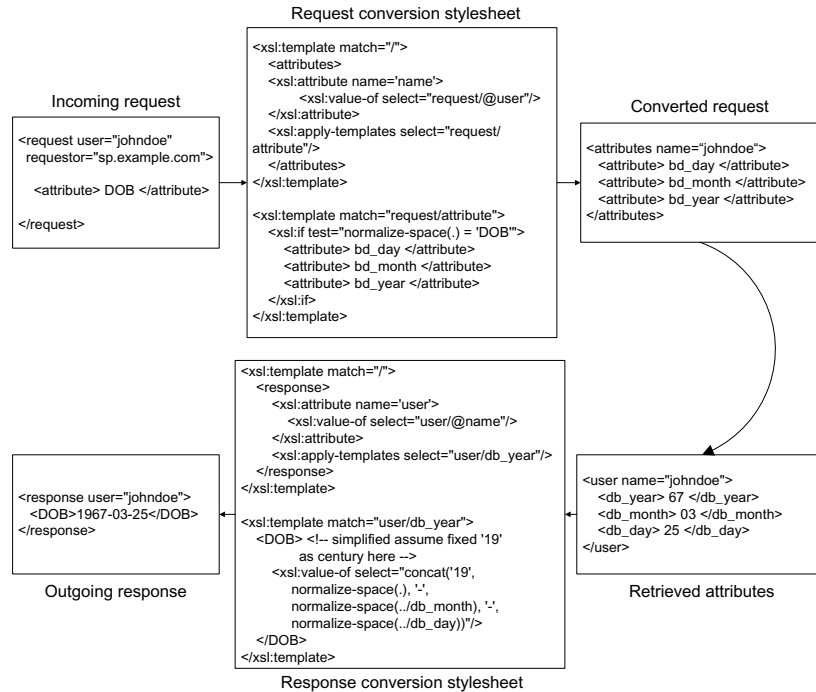 Request conversion stylesheet
<xsl:template match="/">
<attributes>
<xsl:attribute name='name'>
<xsl:value-of select="request/@user"/>
</xsl:attribute>
<xsl:apply-templates select="request/
attribute"/>
</attributes>
</xsl:template>
<xsl:template match="request/attribute">
<xsl:if test="normalize-space(.) = 'DOB'">
<attribute> bd_day </attribute>
<attribute> bd_month </attribute>
<attribute> bd_year </attribute>
</xsl:if>
</xsl:template>
Incoming request
<request user="johndoe"
requestor="sp.example.com">
<attribute> DOB </attribute>
</request>
Converted request
<attributes name=“johndoe“>
<attribute> bd_day </attribute>
<attribute> bd_month </attribute>
<attribute> bd_year </attribute>
</attributes>
<user name="johndoe">
<db_year> 67 </db_year>
<db_month> 03 </db_month>
<db_day> 25 </db_day>
</user>
Retrieved attributes
<xsl:template match="/">
<response>
<xsl:attribute name='user'>
<xsl:value-of select="user/@name"/>
</xsl:attribute>
<xsl:apply-templates select="user/db_year"/>
</response>
</xsl:template>
<xsl:template match="user/db_year">
<DOB> <!-- simplified assume fixed '19'
as century here -->
<xsl:value-of select="concat('19',
normalize-space(.), '-',
normalize-space(../db_month), '-',
normalize-space(../db_day))"/>
</DOB>
</xsl:template>
Response conversion stylesheet
<response user="johndoe">
<DOB>1967-03-25</DOB>
</response>
Outgoing response